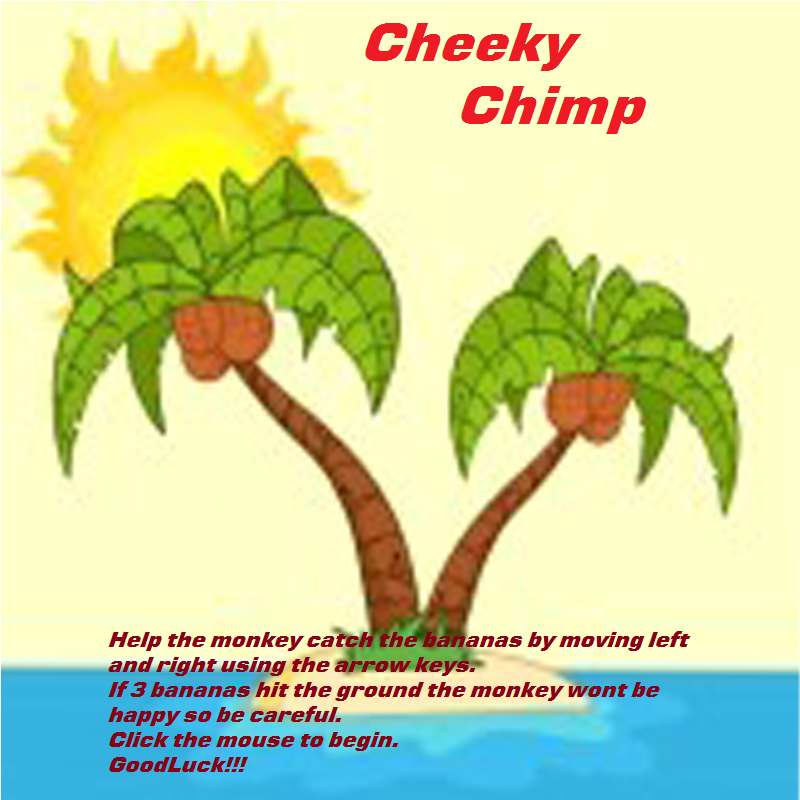 Cheeky
Chimp
Help the monkey catch the bananas by moving left
and right using the arrow keys.
If 3 bananas hit the ground the monkey wont be
happy so be careful.
Click the mouse to begin.
GoodLuck!!!